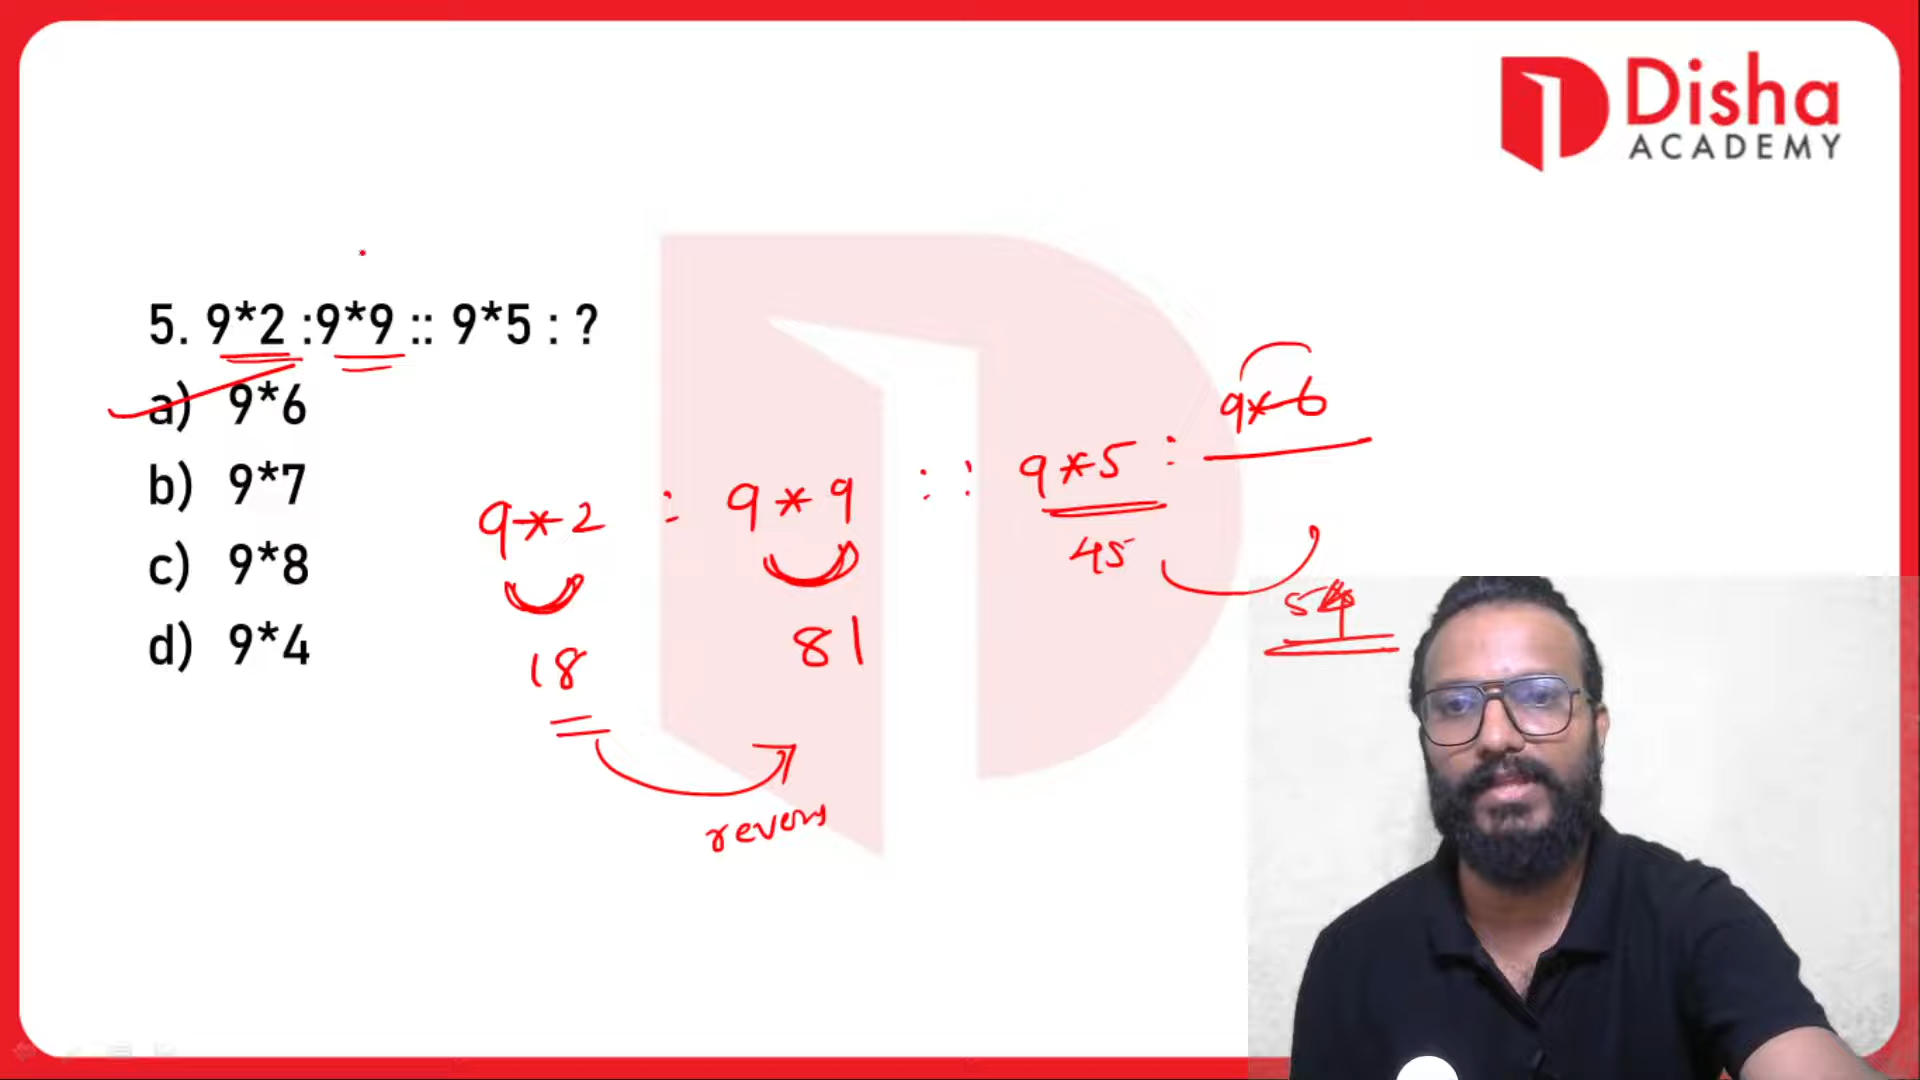 Disha
ACADEMY
5. 9*2 :9*9 :: 9*5 : ?
a) 9*6
b) 9*7
c) 9*8
d) 9*4
9*2 : 9*9 :: 9*5 : 9*6
18
81
45
54